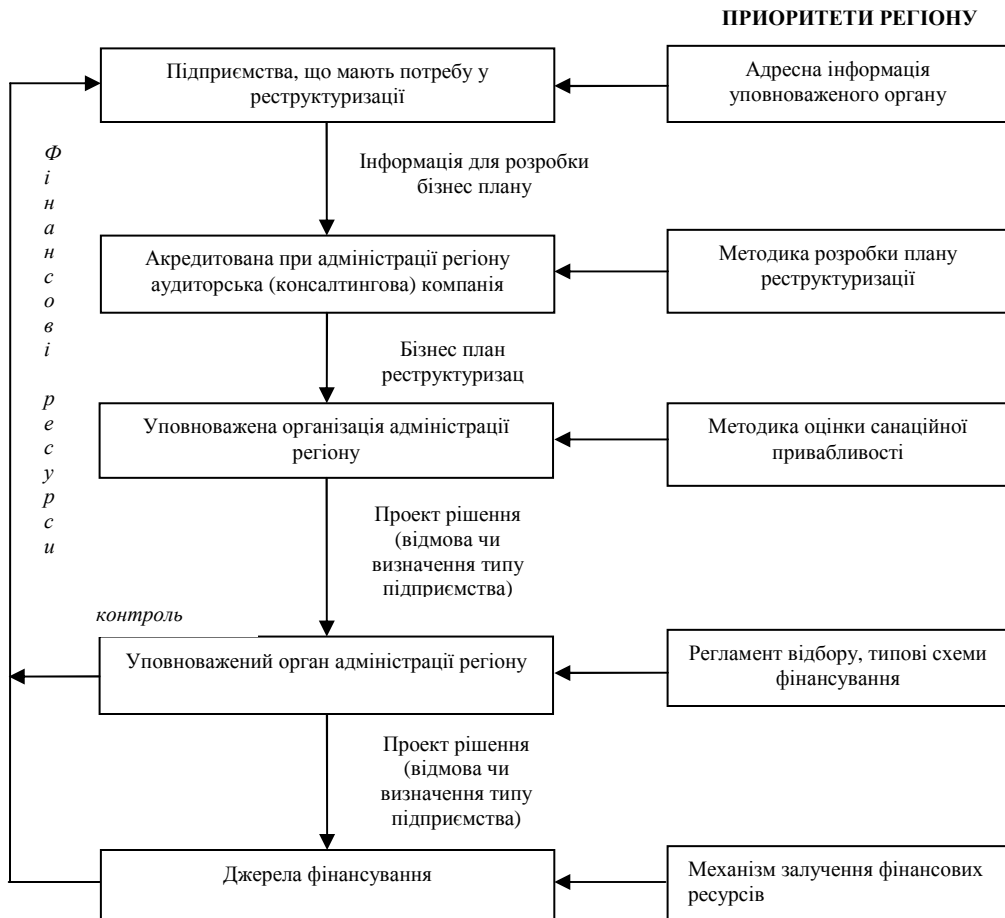 ПРИОРИТЕТИ РЕГІОНУ
Підприємства, що мають потребу у
реструктуризації
Адресна інформація
уповноваженого органу
Фінансові ресурси
Інформація для розробки
бізнес плану
Акредитована при адміністрації регіону
аудиторська (консалтингова) компанія
Методика розробки плану
реструктуризації
Бізнес план
реструктуризац
Уповноважена організація адміністрації
регіону
Методика оцінки санаційної
привабливості
Проект рішення
(відмова чи
визначення типу
підприємства)
контроль
Уповноважений орган адміністрації регіону
Регламент відбору, типові схеми
фінансування
Проект рішення
(відмова чи
визначення типу
підприємства)
Джерела фінансування
Механізм залучення фінансових
ресурсів